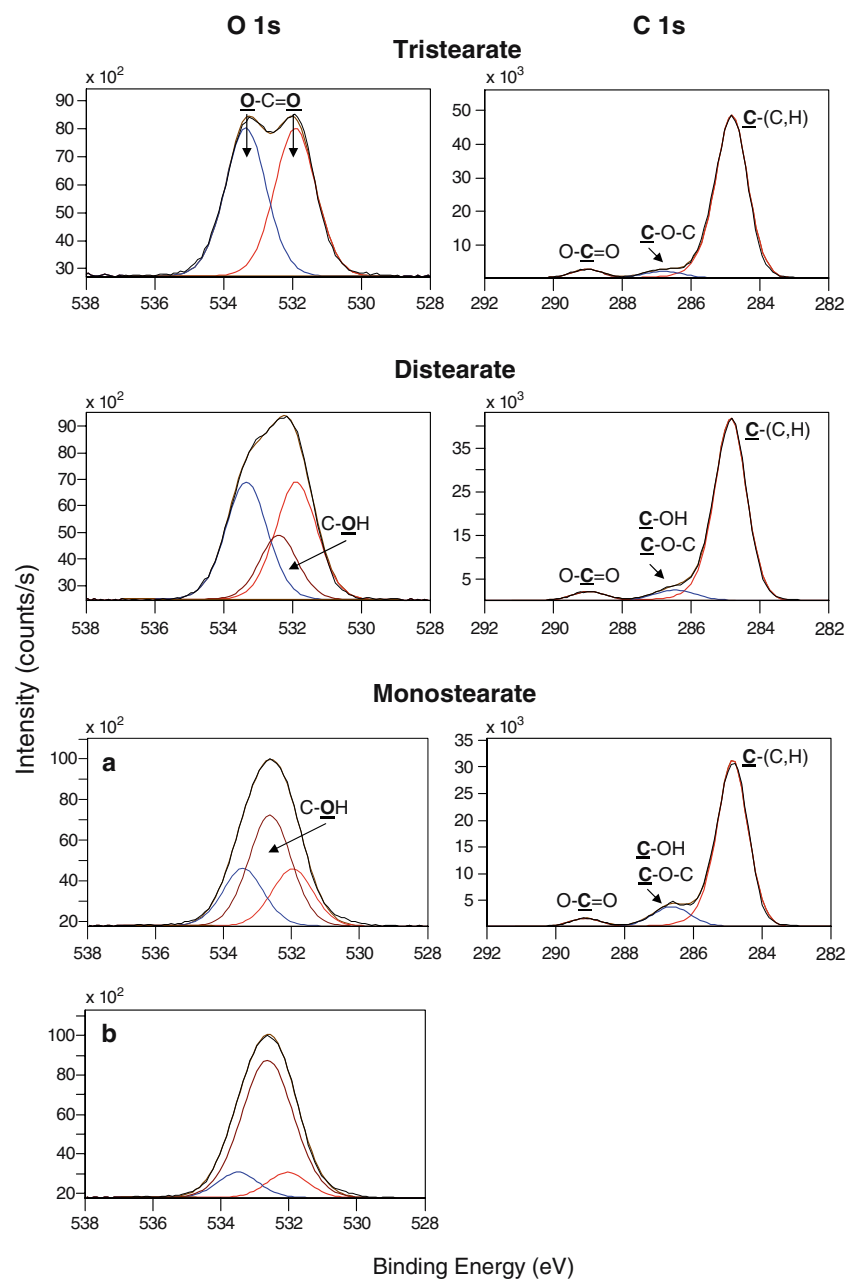 O 1s
C 1s
Tristearate
x 10²
90
80
70
60
50
40
30
O-C=O
538 536 534 532 530 528
x 10³
50
40
30
20
10
C-(C,H)
C-O-C
O-C=O
292 290 288 286 284 282
Distearate
x 10²
90
80
70
60
50
40
30
C-OH
538 536 534 532 530 528
x 10³
35
25
15
5
C-(C,H)
C-OH
C-O-C
O-C=O
292 290 288 286 284 282
Monostearate
x 10²
a
100
80
60
40
20
C-OH
538 536 534 532 530 528
x 10³
35
30
25
20
15
10
5
C-(C,H)
C-OH
C-O-C
O-C=O
292 290 288 286 284 282
x 10²
b
100
80
60
40
20
538 536 534 532 530 528
Intensity (counts/s)
Binding Energy (eV)